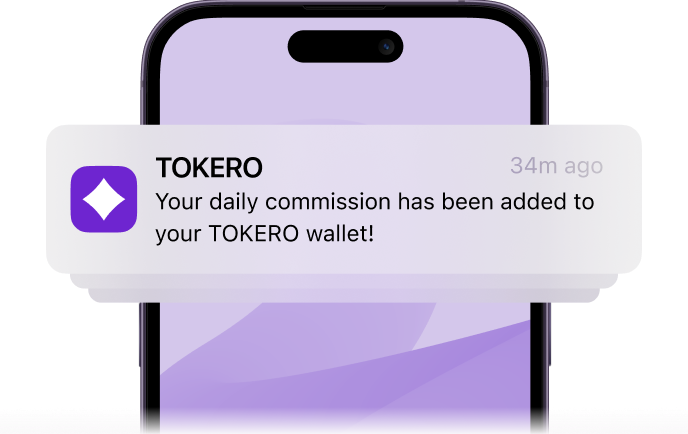 TOKERO
34m ago
Your daily commission has been added to
your TOKERO wallet!